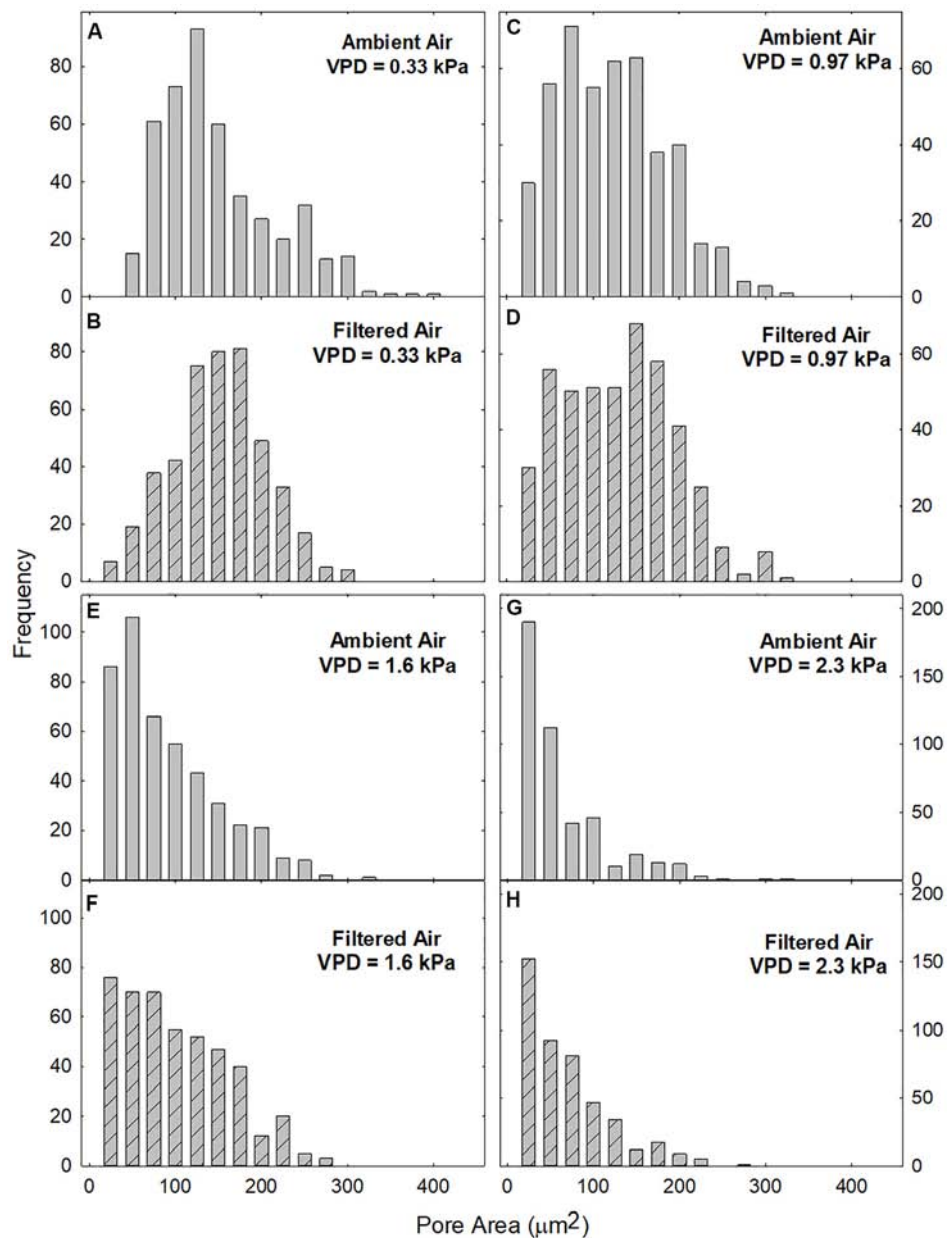 A
Ambient Air
VPD = 0.33 kPa
80
60
40
20
0
C
Ambient Air
VPD = 0.97 kPa
60
40
20
0
B
Filtered Air
VPD = 0.33 kPa
80
60
40
20
0
D
Filtered Air
VPD = 0.97 kPa
60
40
20
0
Frequency
E
Ambient Air
VPD = 1.6 kPa
100
80
60
40
20
0
G
Ambient Air
VPD = 2.3 kPa
200
150
100
50
0
F
Filtered Air
VPD = 1.6 kPa
100
80
60
40
20
0
H
Filtered Air
VPD = 2.3 kPa
200
150
100
50
0
0 100 200 300 400 0 100 200 300 400
Pore Area (μm²)